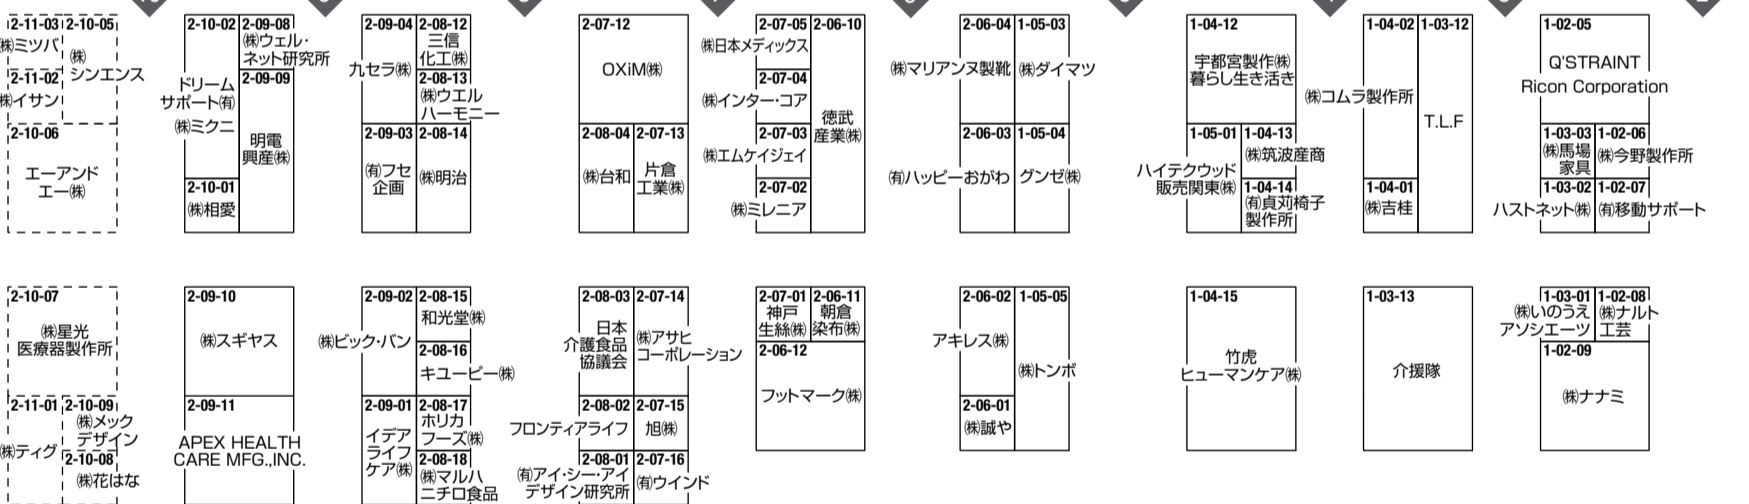 2-11-03
㈱ミツバ
2-10-05
㈱
シンエンス
2-11-02
㈱イサン
2-10-06
エーアンド
エー㈱
2-10-02
ドリーム
サポート㈲
㈱ミクニ
2-09-08
㈱ウェル・
ネット研究所
2-09-09
明電
興産㈱
2-10-01
㈱相愛
2-09-04
九セラ㈱
2-08-12
三信
化工㈱
2-08-13
㈱ウエル
ハーモニー
2-09-03
㈲フセ
企画
2-08-14
㈱明治
2-07-12
OXiM㈱
2-08-04
㈱台和
2-07-13
片倉
工業㈱
2-07-05
㈱日本メディックス
2-07-04
㈱インター・コア
2-07-03
㈱エムケイジェイ
2-07-02
㈱ミレニア
2-06-10
徳武
産業㈱
2-06-04
㈱マリアンヌ製靴
1-05-03
㈱ダイマツ
2-06-03
㈲ハッピーおがわ
1-05-04
グンゼ㈱
1-04-12
宇都宮製作㈱
暮らし生き活き
1-05-01
ハイテクウッド
販売関東㈱
1-04-13
㈱筑波産商
1-04-14
㈲貞苅椅子
製作所
1-04-02
㈱コムラ製作所
1-03-12
T.L.F
1-04-01
㈱吉桂
1-02-05
Q'STRAINT
Ricon Corporation
1-03-03
㈱馬場
家具
1-02-06
㈱今野製作所
1-03-02
ハストネット㈱
1-02-07
㈲移動サポート
2-10-07
㈱星光
医療器製作所
2-11-01
㈱ティグ
2-10-09
㈱メック
デザイン
2-10-08
㈱花はな
2-09-10
㈱スギヤス
2-09-11
APEX HEALTH
CARE MFG.,INC.
2-09-02
㈱ビック・バン
2-08-15
和光堂㈱
2-08-16
キユーピー㈱
2-09-01
イデア
ライフ
ケア㈱
2-08-17
ホリカ
フーズ㈱
2-08-18
㈱マルハ
ニチロ食品
2-08-03
日本
介護食品
協議会
2-07-14
㈱アサヒ
コーポレーション
2-08-02
フロンティアライフ
2-07-15
旭㈱
2-08-01
㈲アイ・シー・アイ
デザイン研究所
2-07-16
㈲ウインド
2-07-01
神戸
生絲㈱
2-06-11
朝倉
染布㈱
2-06-12
フットマーク㈱
2-06-02
アキレス㈱
1-05-05
㈱トンボ
2-06-01
㈱誠や
1-04-15
竹虎
ヒューマンケア㈱
1-03-13
介援隊
1-03-01
㈱いのうえ
アソシエーツ
1-02-08
㈱ナルト
工芸
1-02-09
㈱ナナミ